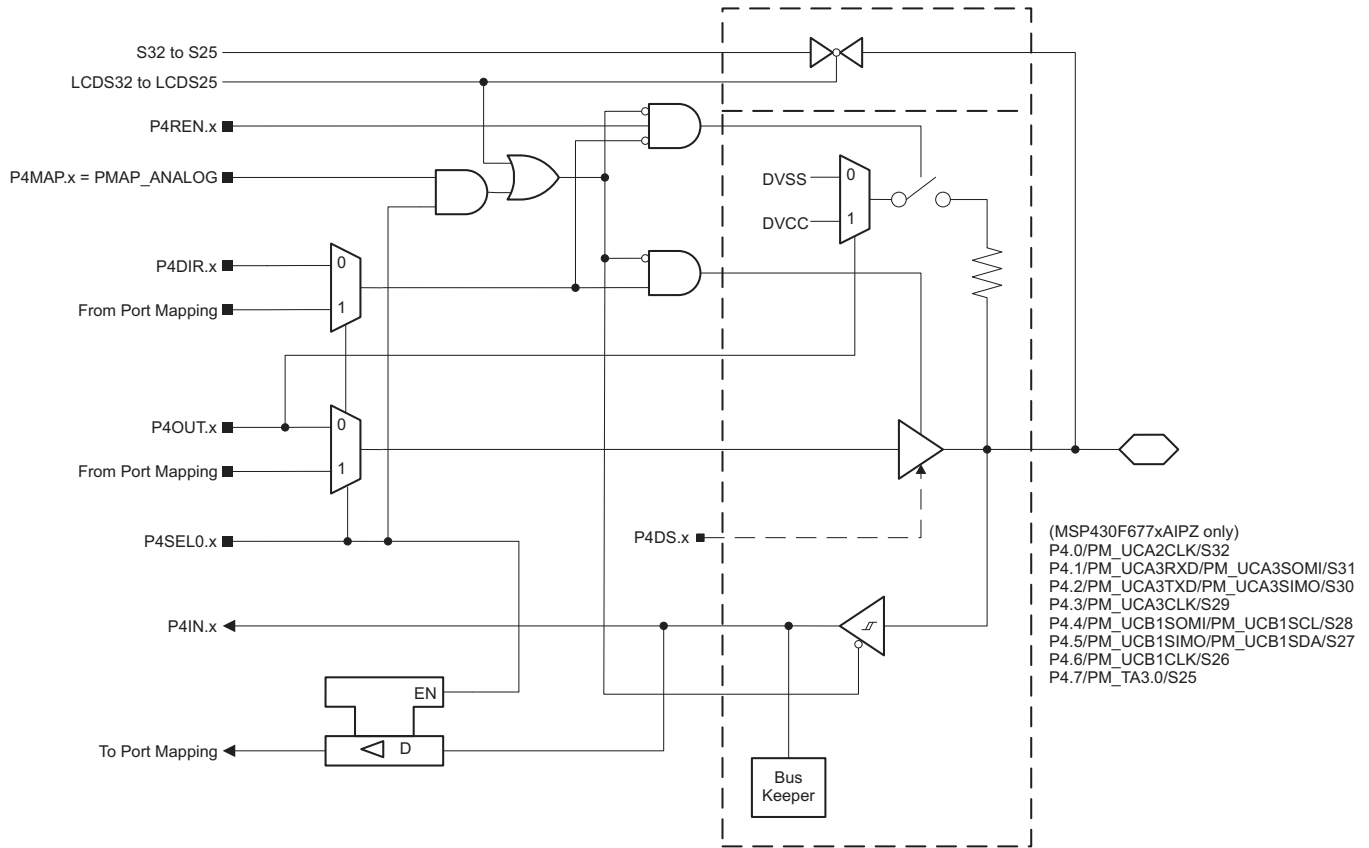 S32 to S25
LCDS32 to LCDS25
P4REN.x
P4MAP.x = PMAP_ANALOG
DVSS
0
DVCC
1
P4DIR.x
0
From Port Mapping
1
P4OUT.x
0
From Port Mapping
1
P4SEL0.x
P4DS.x
(MSP430F677xAIPZ only)
P4.0/PM_UCA2CLK/S32
P4.1/PM_UCA3RXD/PM_UCA3SOMI/S31
P4.2/PM_UCA3TXD/PM_UCA3SIMO/S30
P4.3/PM_UCA3CLK/S29
P4.4/PM_UCB1SOMI/PM_UCB1SCL/S28
P4.5/PM_UCB1SIMO/PM_UCB1SDA/S27
P4.6/PM_UCB1CLK/S26
P4.7/PM_TA3.0/S25
P4IN.x
EN
To Port Mapping
D
Bus
Keeper